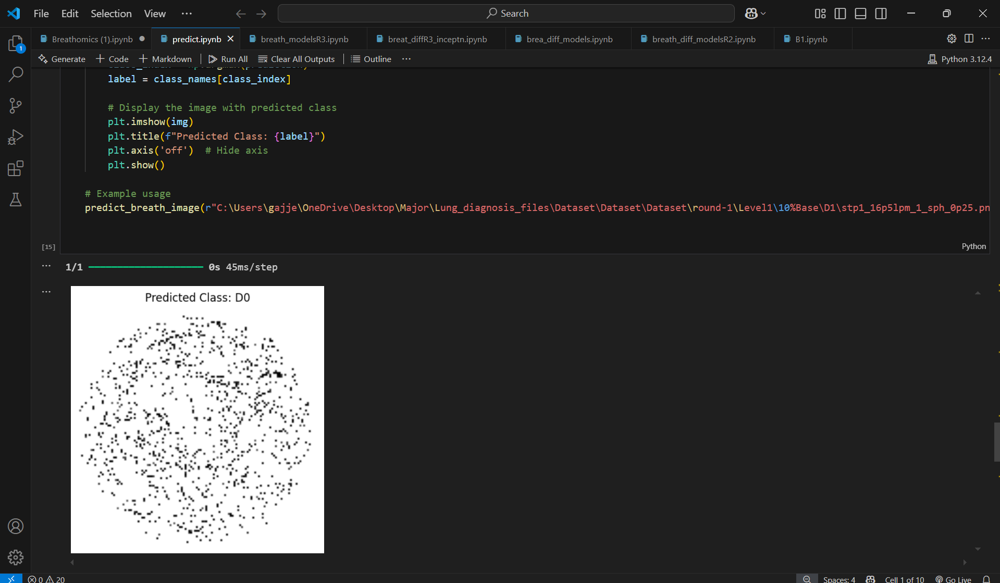 File Edit Selection View ··· Search
Breathomics (1).ipynb predict.ipynb breath_modelsR3.ipynb breat_diffR3_inceptn.ipynb brea_diff_models.ipynb breath_diff_modelsR2.ipynb B1.ipynb
Generate + Code + Markdown Run All Clear All Outputs Outline ··· Python 3.12.4
label = class_names[class_index]
# Display the image with predicted class
plt.imshow(img)
plt.title(f"Predicted Class: {label}")
plt.axis('off')  # Hide axis
plt.show()
# Example usage
predict_breath_image(r"C:\Users\gajje\OneDrive\Desktop\Major\Lung_diagnosis_files\Dataset\Dataset\Dataset\round-1\Level1\10%Base\D1\stp1_16p5lpm_1_sph_0p25.pn
[15] Python
1/1 0s 45ms/step
Predicted Class: D0
1
0 20 Spaces: 4 Cell 1 of 10 Go Live